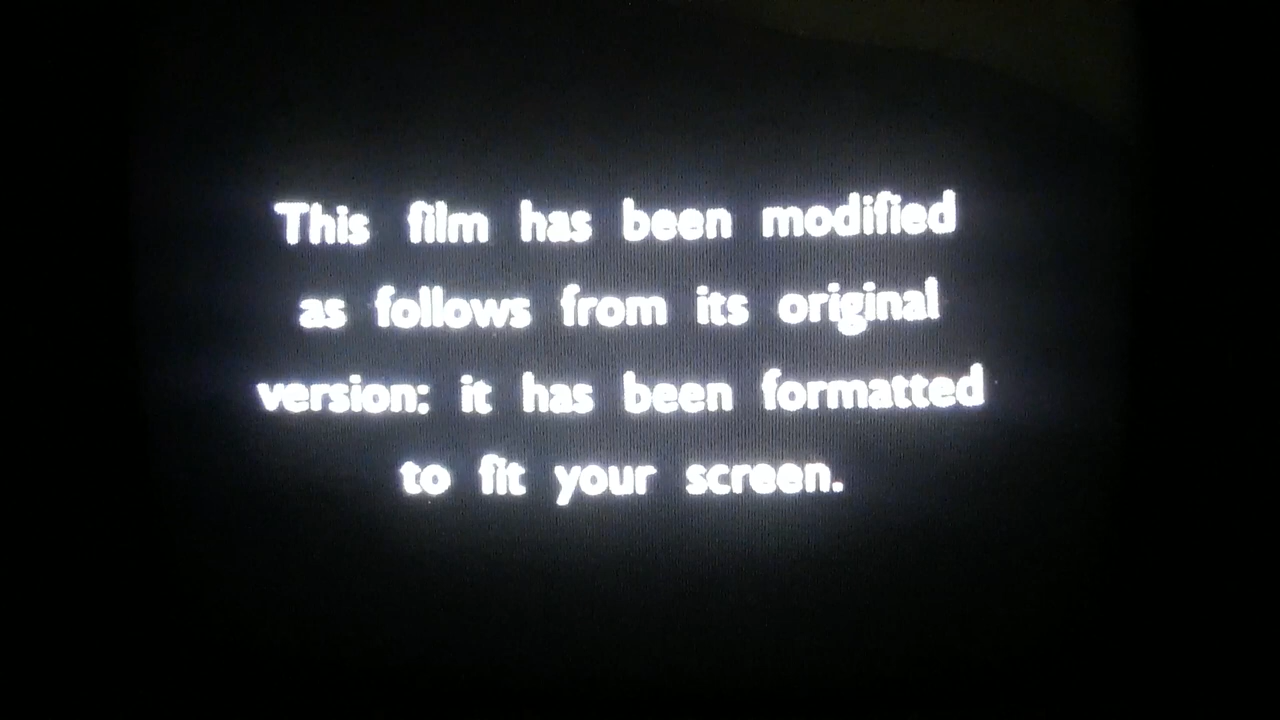 This film has been modified
as follows from its original
version: it has been formatted
to fit your screen.